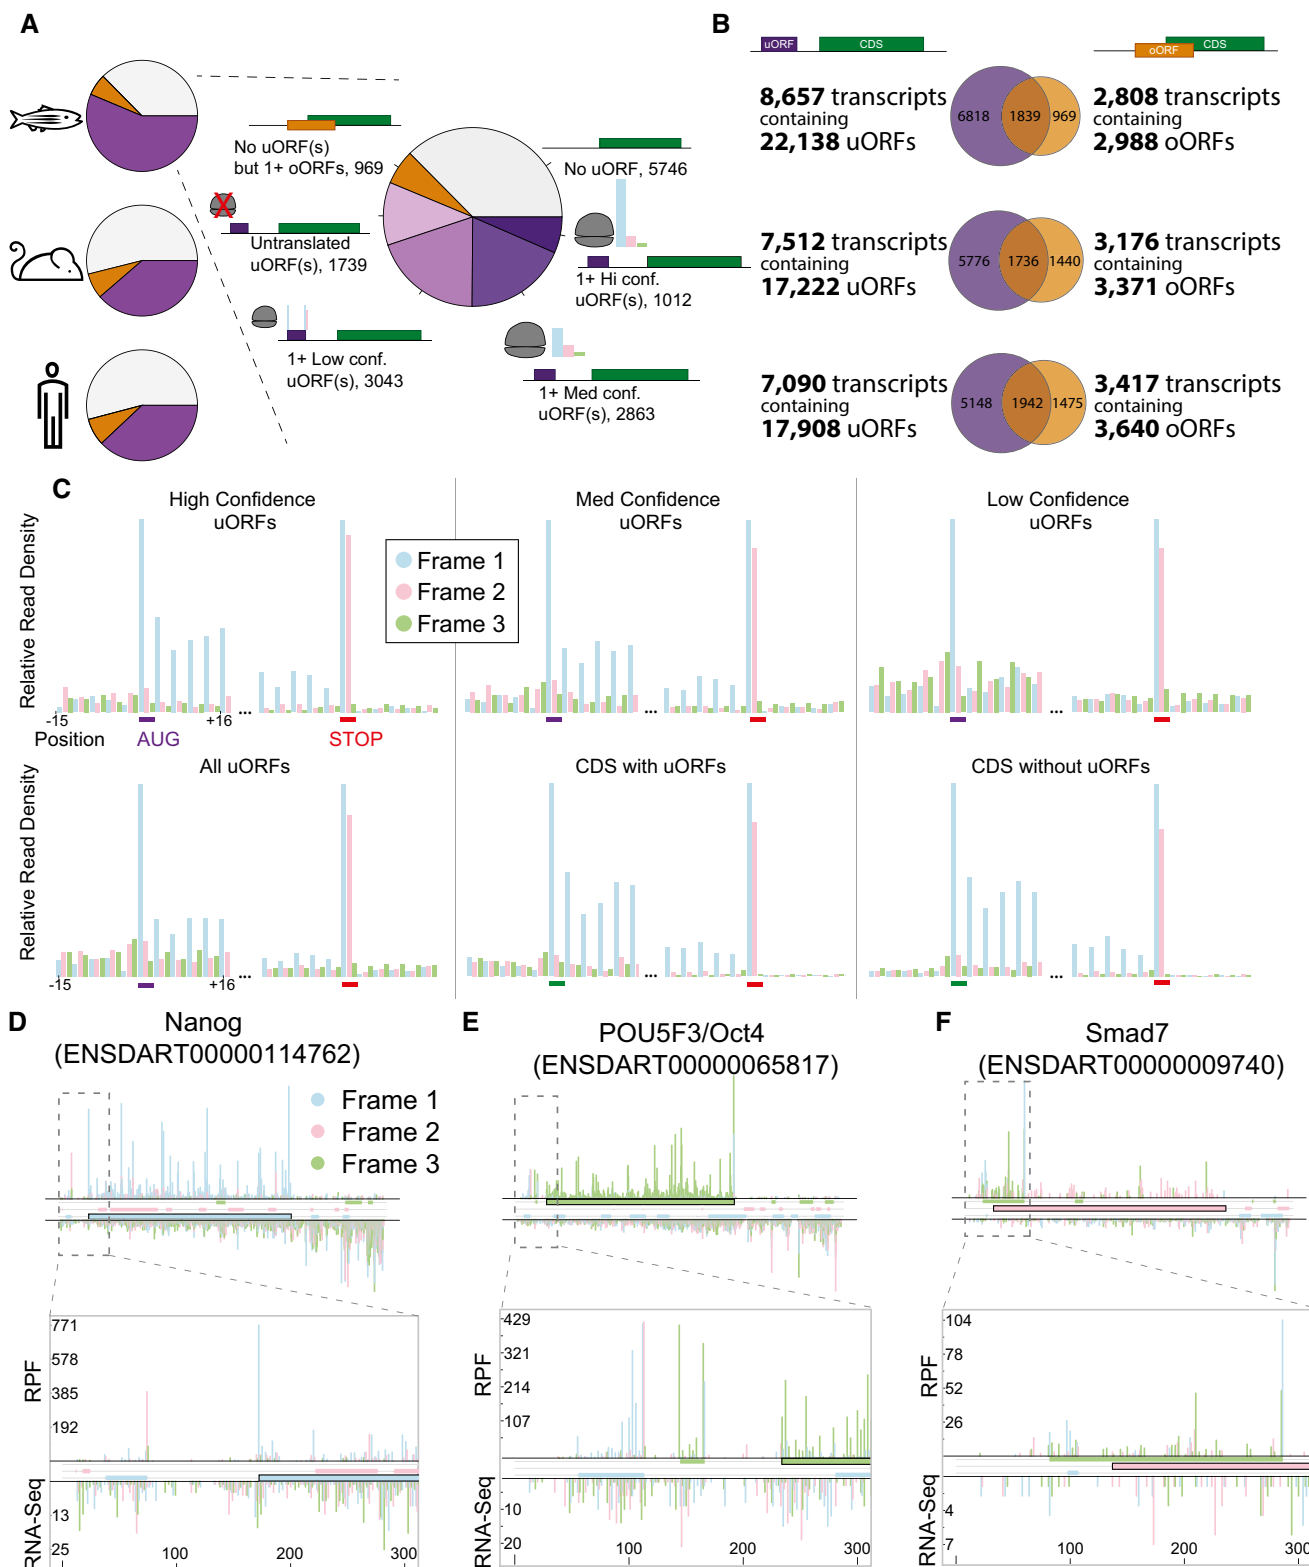 A
No uORF(s)
but 1+ oORFs, 969
No uORF, 5746
Untranslated
uORF(s), 1739
1+ Hi conf.
uORF(s), 1012
1+ Low conf.
uORF(s), 3043
1+ Med conf.
uORF(s), 2863
B
uORF CDS
CDS
oORF
8,657 transcripts
containing
22,138 uORFs
6818 1839 969
2,808 transcripts
containing
2,988 oORFs
7,512 transcripts
containing
17,222 uORFs
5776 1736 1440
3,176 transcripts
containing
3,371 oORFs
7,090 transcripts
containing
17,908 uORFs
5148 1942 1475
3,417 transcripts
containing
3,640 oORFs
C
Relative Read Density
High Confidence
uORFs
Med Confidence
uORFs
Low Confidence
uORFs
Frame 1
Frame 2
Frame 3
... ... ...
-15 +16
Position AUG STOP
Relative Read Density
All uORFs
CDS with uORFs
CDS without uORFs
... ... ...
-15 +16
D
Nanog
(ENSDART00000114762)
Frame 1
Frame 2
Frame 3
RPF
771
578
385
192
RNA-Seq
13
25
100 200 300
E
POU5F3/Oct4
(ENSDART00000065817)
RPF
429
321
214
107
RNA-Seq
10
20
100 200 300
F
Smad7
(ENSDART00000009740)
RPF
104
78
52
26
RNA-Seq
4
7
100 200 300